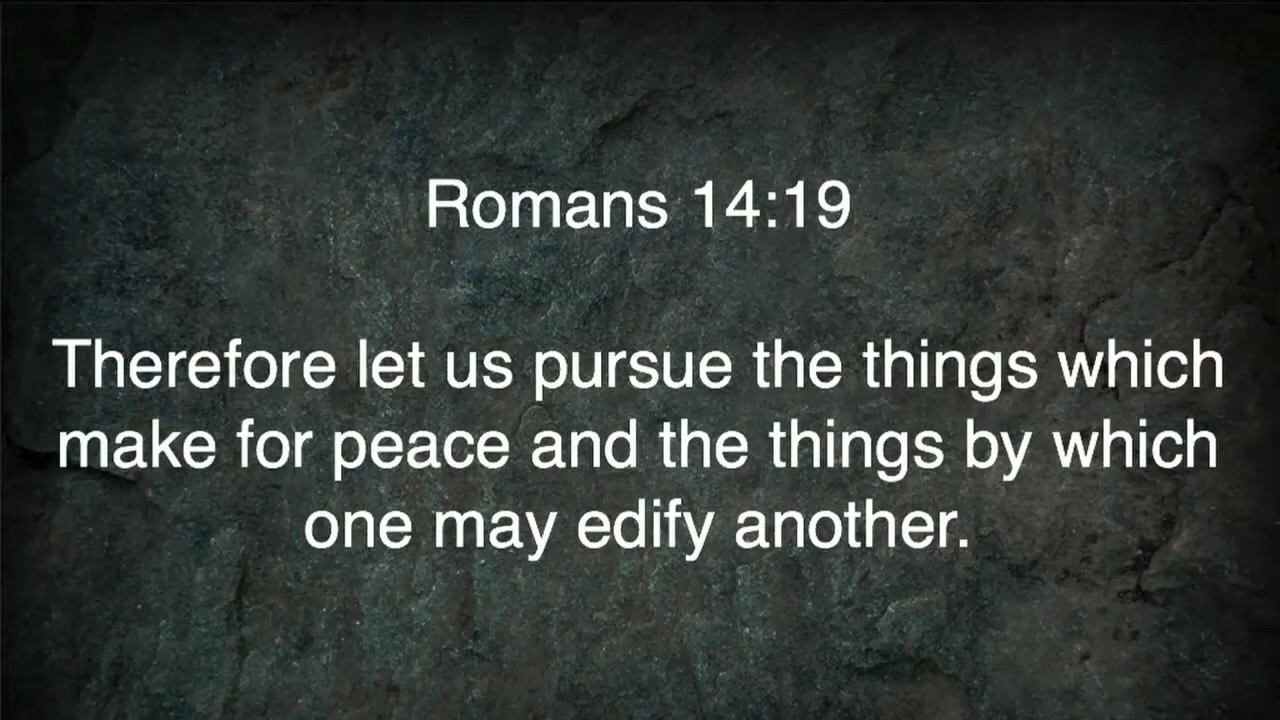 Romans 14:19
Therefore let us pursue the things which
make for peace and the things by which
one may edify another.